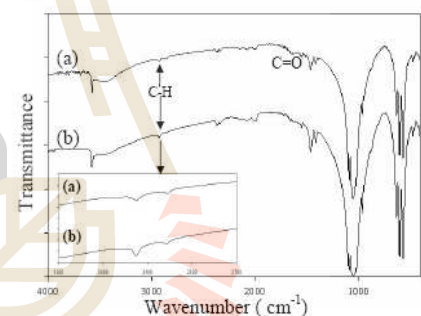 (a)
C=O
C-H
(b)
(a)
(b)
Transmittance
4000 3000 2000 1000
Wavenumber ( cm-1)